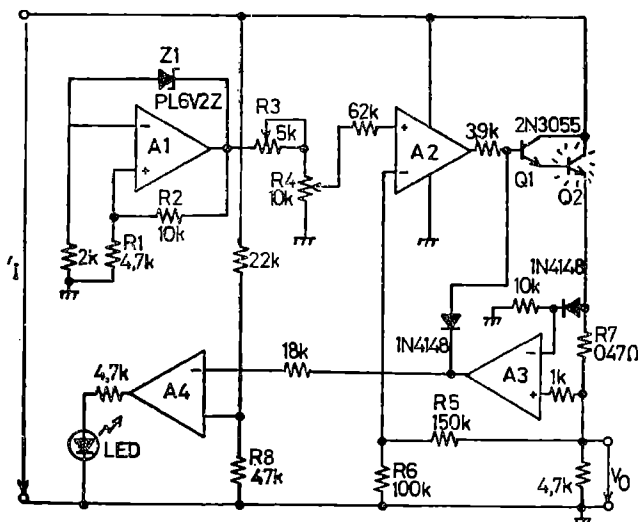 Z1
PL6V2Z
A1
R3
5k
R4
10k
62k
A2
39k
2N3055
Q1
Q2
R2
10k
2k
R1
4,7k
22k
1N4148
10k
1N4148
R7
0,47Ω
18k
A3
1k
4,7k
A4
LED
R8
47k
R5
150k
R6
100k
4,7k
VO